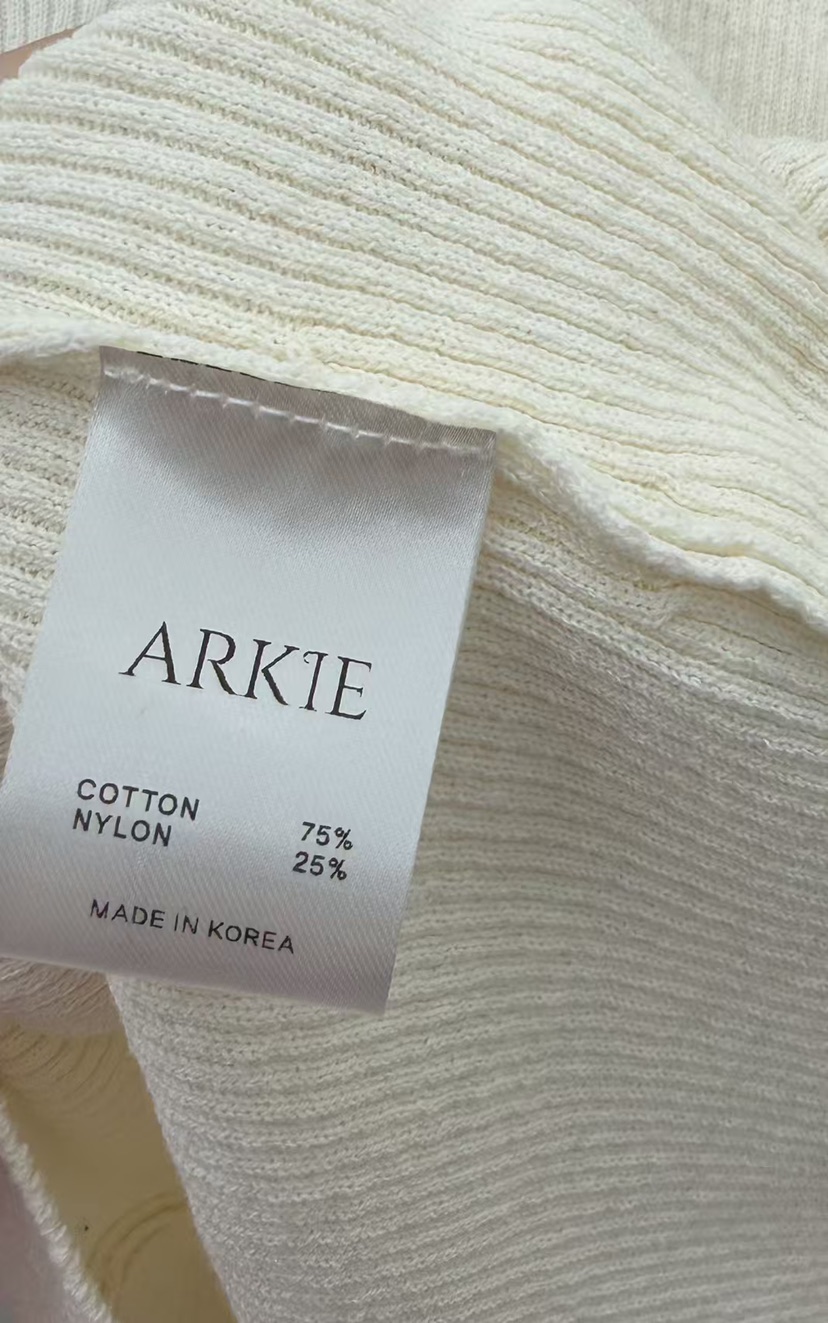 ARKIE
COTTON 75%
NYLON 25%
MADE IN KOREA